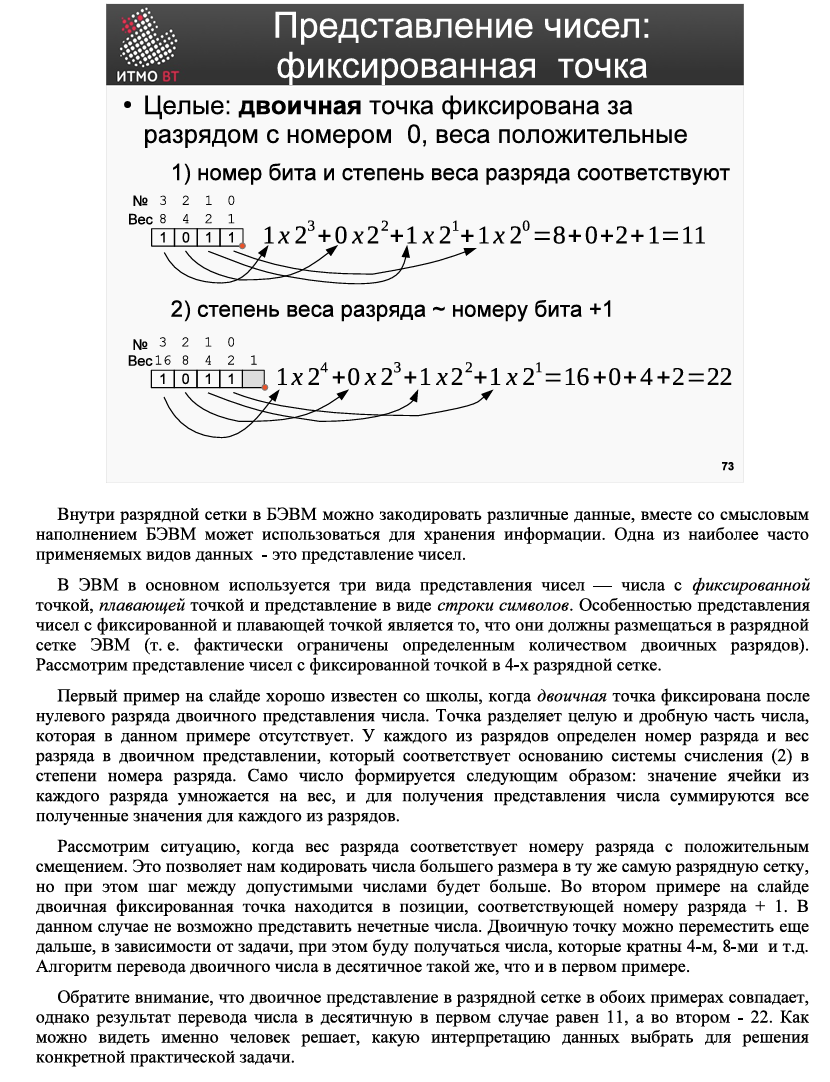 ИТМО ВТ
Представление чисел:
фиксированная точка
• Целые: двоичная точка фиксирована за
разрядом с номером 0, веса положительные
1) номер бита и степень веса разряда соответствуют
№ 3 2 1 0
Вес 8 4 2 1
1 0 1 1
1 x 2³+0 x 2²+1 x 2¹+1 x 2⁰=8+0+2+1=11
2) степень веса разряда ~ номеру бита +1
№ 3 2 1 0
Вес 16 8 4 2 1
1 0 1 1
1 x 2⁴+0 x 2³+1 x 2²+1 x 2¹=16+0+4+2=22
73
Внутри разрядной сетки в БЭВМ можно закодировать различные данные, вместе со смысловым
наполнением БЭВМ может использоваться для хранения информации. Одна из наиболее часто
применяемых видов данных - это представление чисел.
В ЭВМ в основном используется три вида представления чисел — числа с фиксированной
точкой, плавающей точкой и представление в виде строки символов. Особенностью представления
чисел с фиксированной и плавающей точкой является то, что они должны размещаться в разрядной
сетке ЭВМ (т. е. фактически ограничены определенным количеством двоичных разрядов).
Рассмотрим представление чисел с фиксированной точкой в 4-х разрядной сетке.
Первый пример на слайде хорошо известен со школы, когда двоичная точка фиксирована после
нулевого разряда двоичного представления числа. Точка разделяет целую и дробную часть числа,
которая в данном примере отсутствует. У каждого из разрядов определен номер разряда и вес
разряда в двоичном представлении, который соответствует основанию системы счисления (2) в
степени номера разряда. Само число формируется следующим образом: значение ячейки из
каждого разряда умножается на вес, и для получения представления числа суммируются все
полученные значения для каждого из разрядов.
Рассмотрим ситуацию, когда вес разряда соответствует номеру разряда с положительным
смещением. Это позволяет нам кодировать числа большего размера в ту же самую разрядную сетку,
но при этом шаг между допустимыми числами будет больше. Во втором примере на слайде
двоичная фиксированная точка находится в позиции, соответствующей номеру разряда + 1. В
данном случае не возможно представить нечетные числа. Двоичную точку можно переместить еще
дальше, в зависимости от задачи, при этом буду получаться числа, которые кратны 4-м, 8-ми и т.д.
Алгоритм перевода двоичного числа в десятичное такой же, что и в первом примере.
Обратите внимание, что двоичное представление в разрядной сетке в обоих примерах совпадает,
однако результат перевода числа в десятичную в первом случае равен 11, а во втором - 22. Как
можно видеть именно человек решает, какую интерпретацию данных выбрать для решения
конкретной практической задачи.